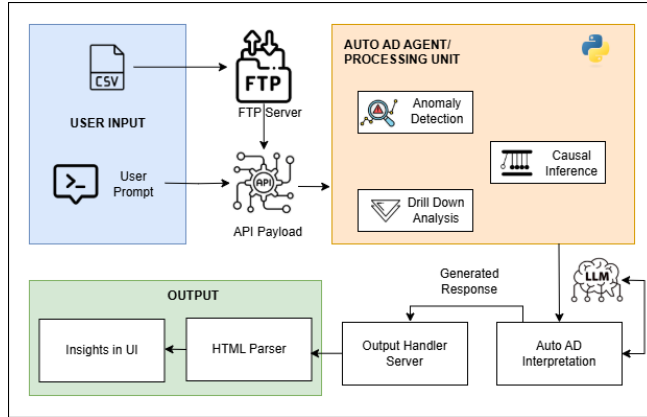 CSV
USER INPUT
User
Prompt
FTP
FTP Server
API
API Payload
AUTO AD AGENT/
PROCESSING UNIT
Anomaly
Detection
Causal
Inference
Drill Down
Analysis
LLM
Generated
Response
OUTPUT
Insights in UI
HTML Parser
Output Handler
Server
Auto AD
Interpretation